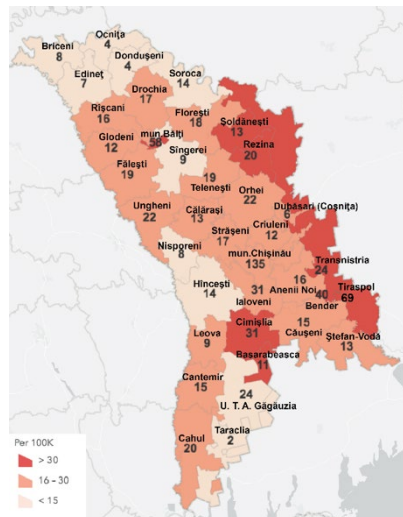 Ocnița
4
Briceni
8
Dondușeni
4
Edineț
7
Soroca
14
Drochia
17
Rîșcani
16
Florești
18
Șoldănești
13
Glodeni
12
mun.Bălți
58
Rezina
20
Sîngerei
9
Fălești
19
19
Telenești
Orhei
22
Dubăsari (Coșnița)
6
Ungheni
22
Călărași
13
Criuleni
12
Strășeni
17
Nisporeni
8
mun.Chișinău
135
Transnistria
24
16
Anenii Noi
Tiraspol
69
40
Bender
Hîncești
14
31
Ialoveni
Cimișlia
31
15
Căușeni
Ștefan-Vodă
13
Leova
9
Basarabeasca
11
Cantemir
15
24
U. T. A. Găgăuzia
Taraclia
2
Cahul
20
Per 100K
> 30
16 - 30
< 15